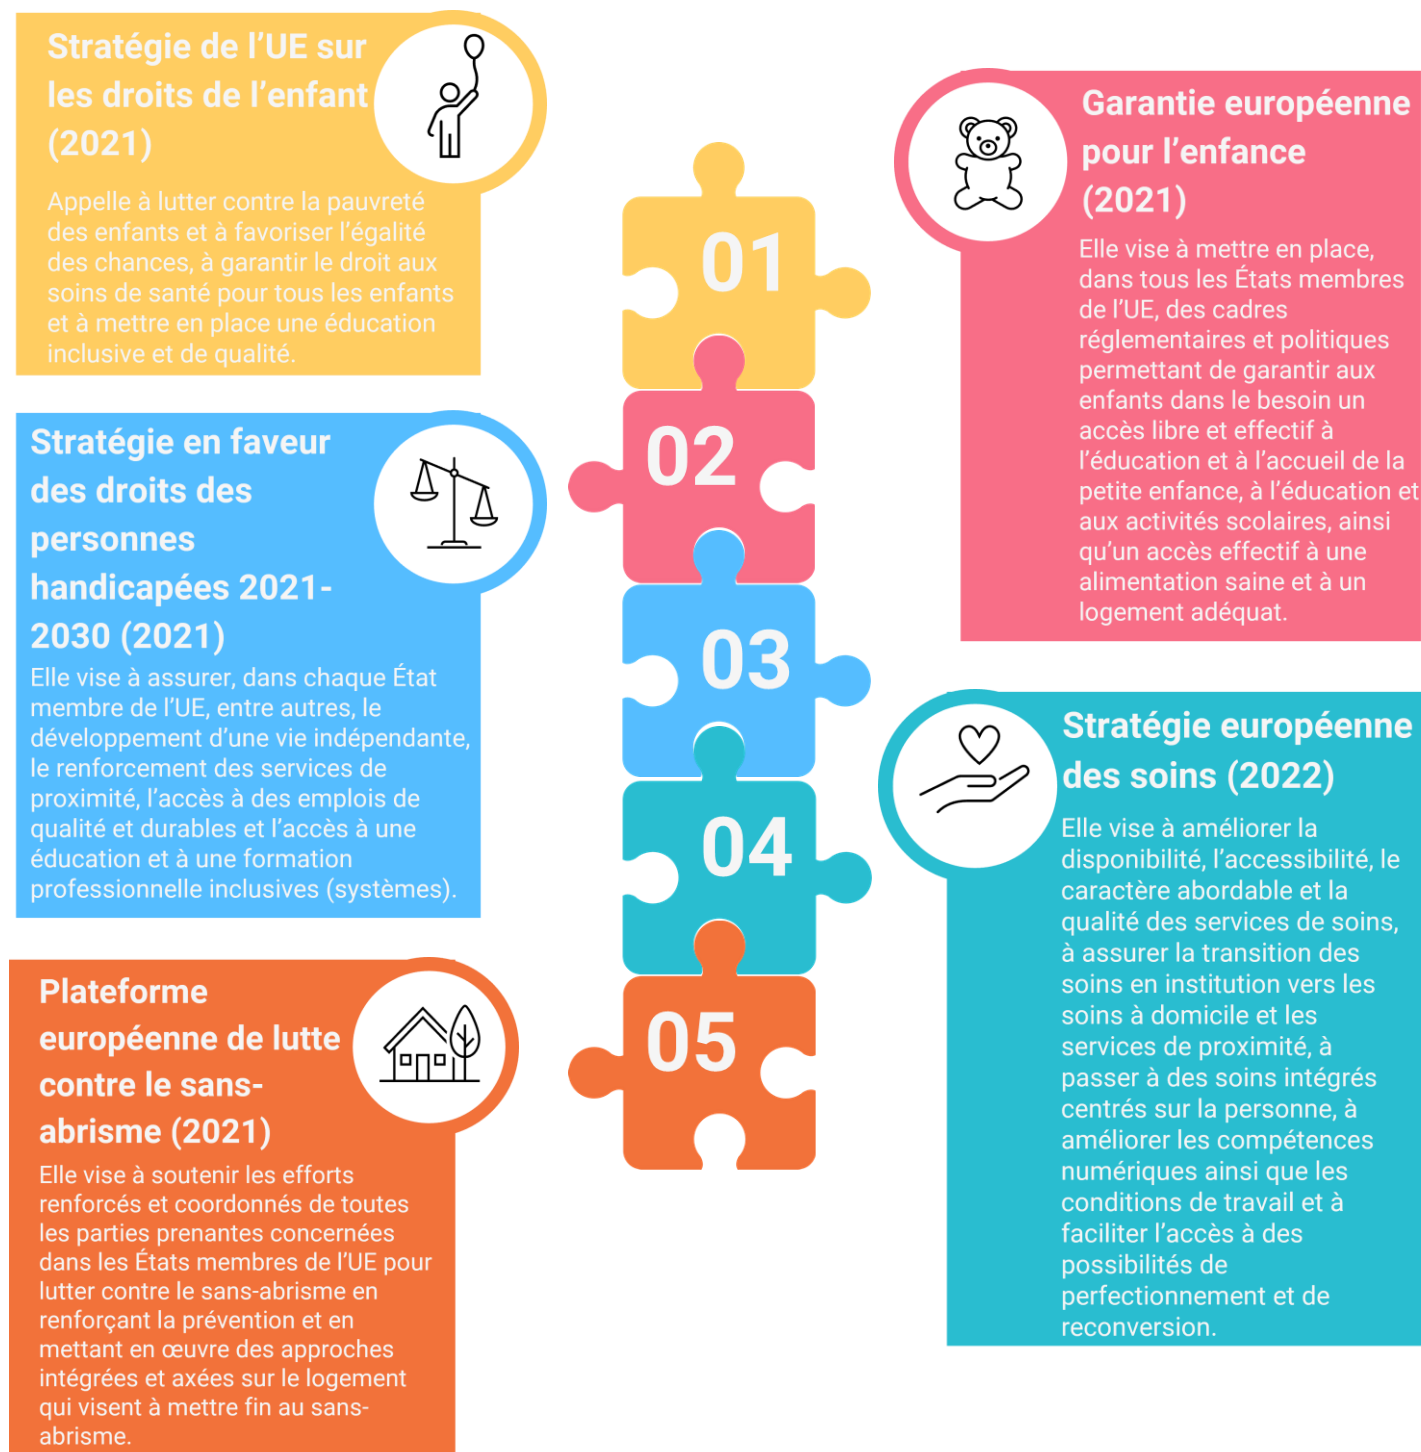 Stratégie de l’UE sur
les droits de l’enfant
(2021)
Appelle à lutter contre la pauvreté
des enfants et à favoriser l’égalité
des chances, à garantir le droit aux
soins de santé pour tous les enfants
et à mettre en place une éducation
inclusive et de qualité.
01
Garantie européenne
pour l’enfance
(2021)
Elle vise à mettre en place,
dans tous les États membres
de l’UE, des cadres
réglementaires et politiques
permettant de garantir aux
enfants dans le besoin un
accès libre et effectif à
l’éducation et à l’accueil de la
petite enfance, à l’éducation et
aux activités scolaires, ainsi
qu’un accès effectif à une
alimentation saine et à un
logement adéquat.
02
Stratégie en faveur
des droits des
personnes
handicapées 2021-
2030 (2021)
Elle vise à assurer, dans chaque État
membre de l’UE, entre autres, le
développement d’une vie indépendante,
le renforcement des services de
proximité, l’accès à des emplois de
qualité et durables et l’accès à une
éducation et à une formation
professionnelle inclusives (systèmes).
03
Stratégie européenne
des soins (2022)
Elle vise à améliorer la
disponibilité, l’accessibilité, le
caractère abordable et la
qualité des services de soins,
à assurer la transition des
soins en institution vers les
soins à domicile et les
services de proximité, à
passer à des soins intégrés
centrés sur la personne, à
améliorer les compétences
numériques ainsi que les
conditions de travail et à
faciliter l’accès à des
possibilités de
perfectionnement et de
reconversion.
04
Plateforme
européenne de lutte
contre le sans-
abrisme (2021)
Elle vise à soutenir les efforts
renforcés et coordonnés de toutes
les parties prenantes concernées
dans les États membres de l’UE pour
lutter contre le sans-abrisme en
renforçant la prévention et en
mettant en œuvre des approches
intégrées et axées sur le logement
qui visent à mettre fin au sans-
abrisme.
05